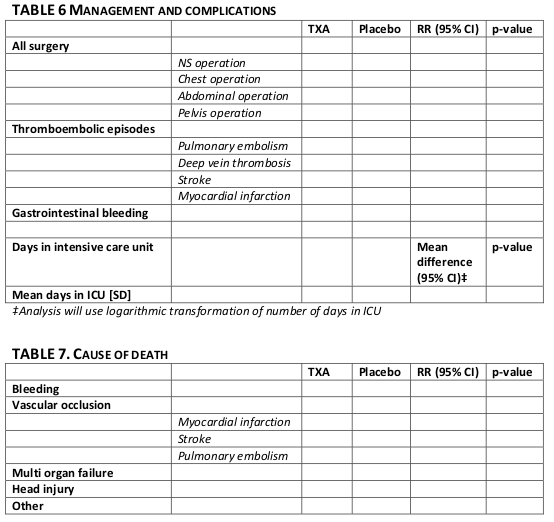 TABLE 6 MANAGEMENT AND COMPLICATIONS
TXA Placebo RR (95% CI) p-value
All surgery
NS operation
Chest operation
Abdominal operation
Pelvis operation
Thromboembolic episodes
Pulmonary embolism
Deep vein thrombosis
Stroke
Myocardial infarction
Gastrointestinal bleeding
Days in intensive care unit Mean p-value
difference
(95% CI)‡
Mean days in ICU [SD]
‡Analysis will use logarithmic transformation of number of days in ICU
TABLE 7. CAUSE OF DEATH
TXA Placebo RR (95% CI) p-value
Bleeding
Vascular occlusion
Myocardial infarction
Stroke
Pulmonary embolism
Multi organ failure
Head injury
Other